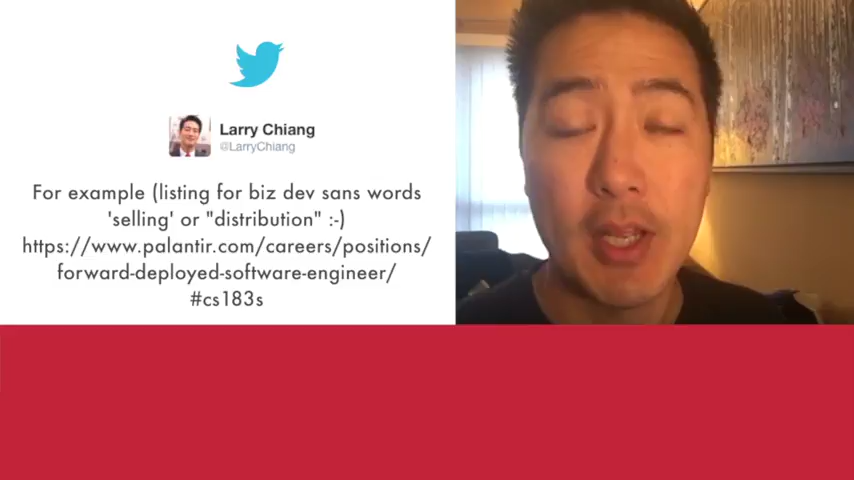 Larry Chiang
@LarryChiang
For example (listing for biz dev sans words
'selling' or "distribution" :-)
https://www.palantir.com/careers/positions/
forward-deployed-software-engineer/
#cs183s